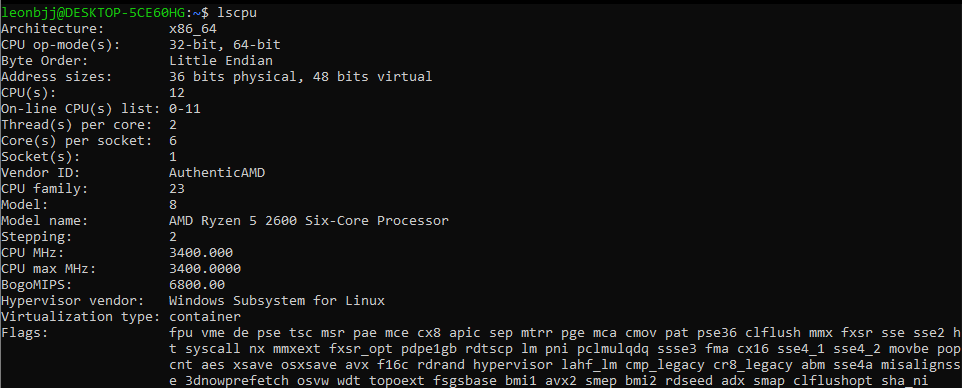 leonbjj@DESKTOP-5CE60HG:~$ lscpu
Architecture: x86_64
CPU op-mode(s): 32-bit, 64-bit
Byte Order: Little Endian
Address sizes: 36 bits physical, 48 bits virtual
CPU(s): 12
On-line CPU(s) list: 0-11
Thread(s) per core: 2
Core(s) per socket: 6
Socket(s): 1
Vendor ID: AuthenticAMD
CPU family: 23
Model: 8
Model name: AMD Ryzen 5 2600 Six-Core Processor
Stepping: 2
CPU MHz: 3400.000
CPU max MHz: 3400.0000
BogoMIPS: 6800.00
Hypervisor vendor: Windows Subsystem for Linux
Virtualization type: container
Flags: fpu vme de pse tsc msr pae mce cx8 apic sep mtrr pge mca cmov pat pse36 clflush mmx fxsr sse sse2 h
t syscall nx mmxext fxsr_opt pdpe1gb rdtscp lm pni pclmulqdq ssse3 fma cx16 sse4_1 sse4_2 movbe pop
cnt aes xsave osxsave avx f16c rdrand hypervisor lahf_lm cmp_legacy cr8_legacy abm sse4a misalignss
e 3dnowprefetch osvw wdt topoext fsgsbase bmi1 avx2 smep bmi2 rdseed adx smap clflushopt sha_ni